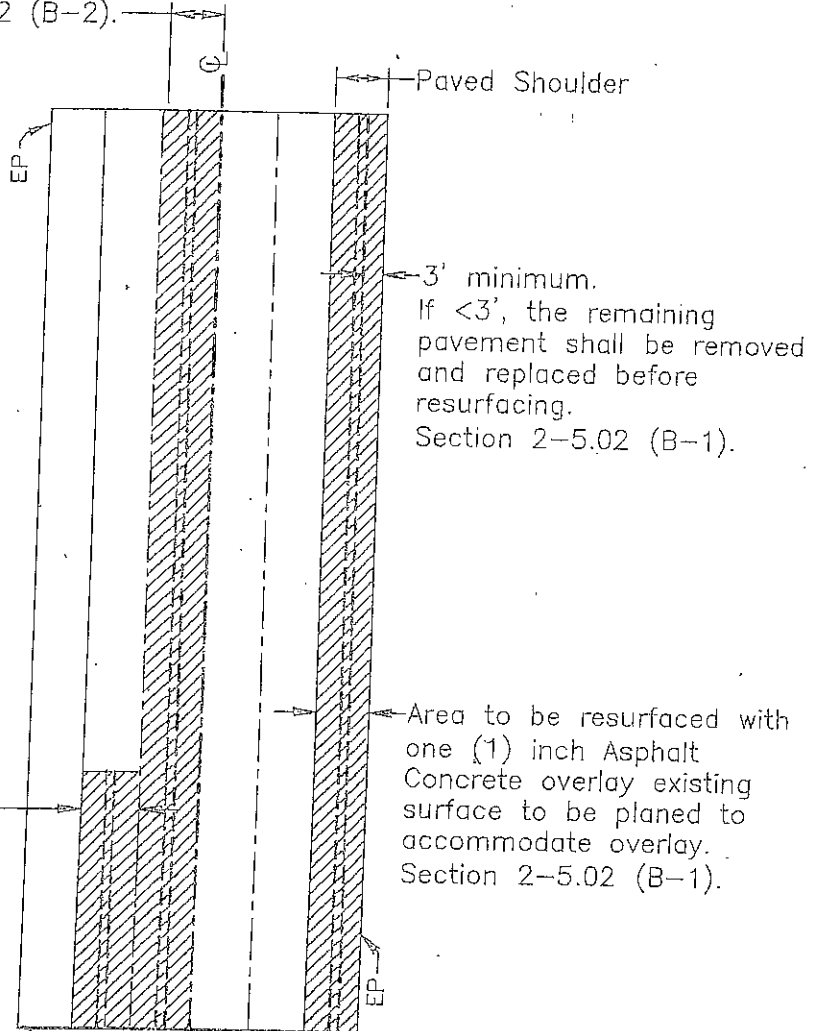 2 (B-2).
℄
Paved Shoulder
EP
3' minimum.
If <3', the remaining
pavement shall be removed
and replaced before
resurfacing.
Section 2-5.02 (B-1).
Area to be resurfaced with
one (1) inch Asphalt
Concrete overlay existing
surface to be planed to
accommodate overlay.
Section 2-5.02 (B-1).
EP